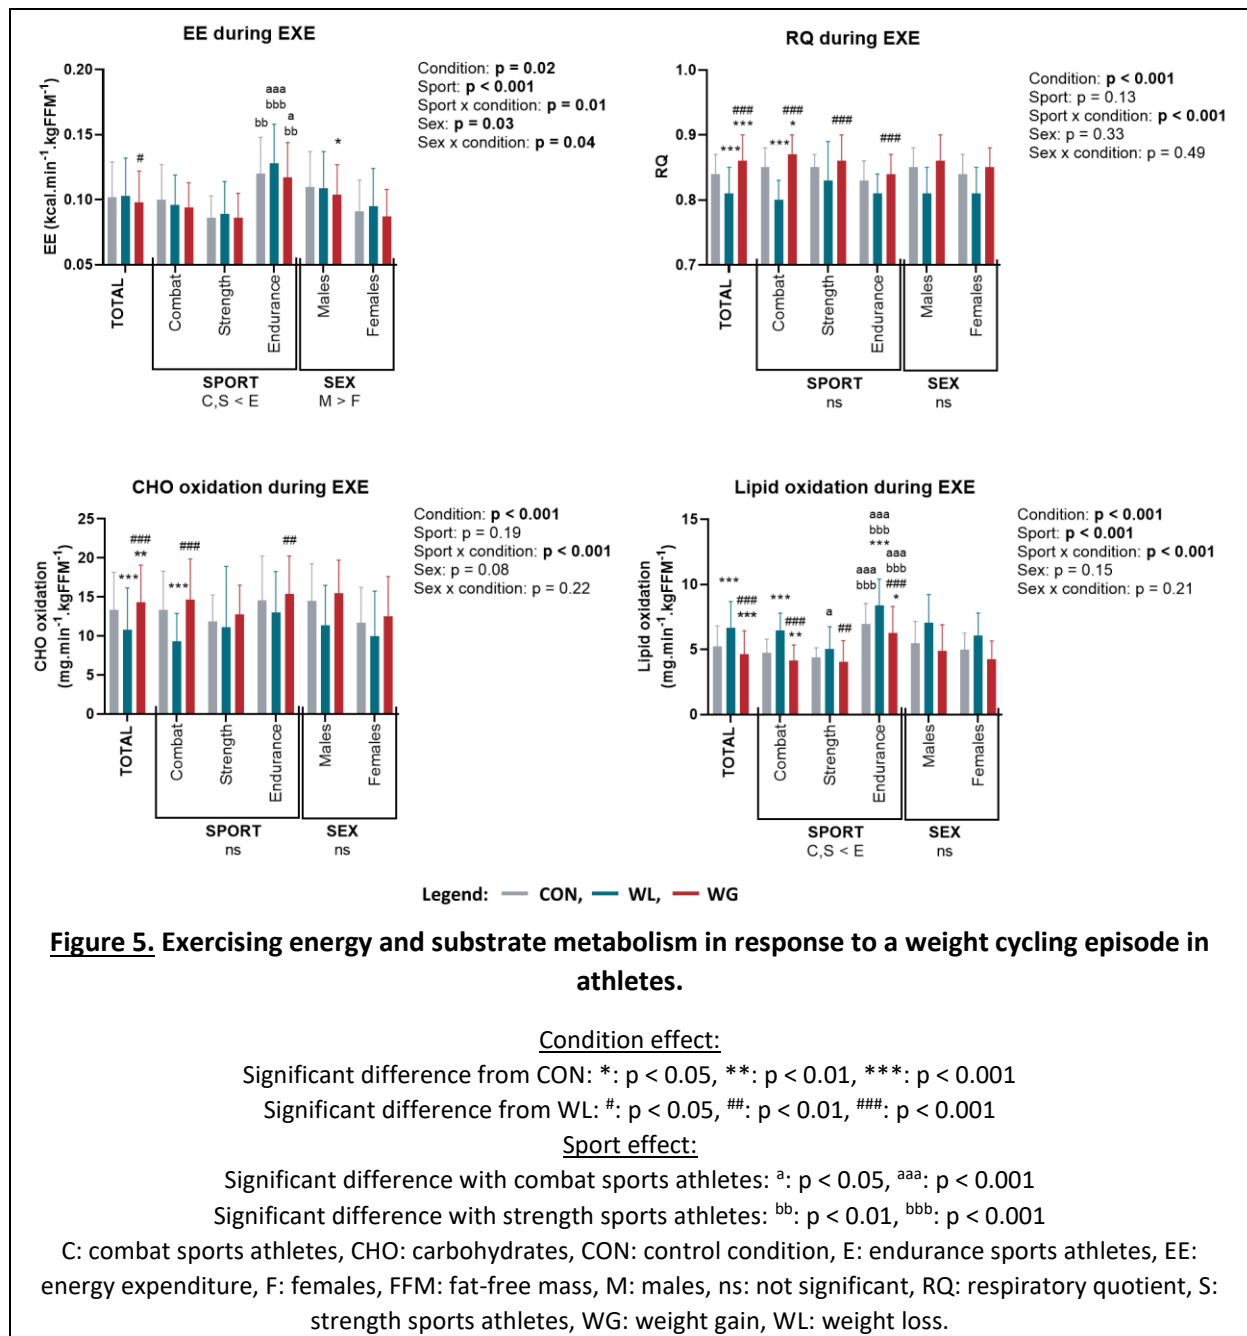 EE during EXE
EE (kcal.min⁻¹.kgFFM⁻¹)
0.20
0.15
0.10
0.05
#
bb
aaa
bbb
a
bb
*
Condition: p = 0.02
Sport: p < 0.001
Sport x condition: p = 0.01
Sex: p = 0.03
Sex x condition: p = 0.04
TOTAL
Combat
Strength
Endurance
Males
Females
SPORT
C,S < E
SEX
M > F
RQ during EXE
RQ
1.0
0.9
0.8
0.7
***
###
***
***
###
*
###
###
Condition: p < 0.001
Sport: p = 0.13
Sport x condition: p < 0.001
Sex: p = 0.33
Sex x condition: p = 0.49
TOTAL
Combat
Strength
Endurance
Males
Females
SPORT
ns
SEX
ns
CHO oxidation during EXE
CHO oxidation
(mg.min⁻¹.kgFFM⁻¹)
25
20
15
10
5
0
***
###
**
***
###
##
Condition: p < 0.001
Sport: p = 0.19
Sport x condition: p < 0.001
Sex: p = 0.08
Sex x condition: p = 0.22
TOTAL
Combat
Strength
Endurance
Males
Females
SPORT
ns
SEX
ns
Lipid oxidation during EXE
Lipid oxidation
(mg.min⁻¹.kgFFM⁻¹)
15
10
5
0
***
###
***
***
###
**
a
##
aaa
bbb
aaa
bbb
***
aaa
bbb
###
*
Condition: p < 0.001
Sport: p < 0.001
Sport x condition: p < 0.001
Sex: p = 0.15
Sex x condition: p = 0.21
TOTAL
Combat
Strength
Endurance
Males
Females
SPORT
C,S < E
SEX
ns
Legend: CON, WL, WG
Figure 5. Exercising energy and substrate metabolism in response to a weight cycling episode in
athletes.
Condition effect:
Significant difference from CON: *: p < 0.05, **: p < 0.01, ***: p < 0.001
Significant difference from WL: #: p < 0.05, ##: p < 0.01, ###: p < 0.001
Sport effect:
Significant difference with combat sports athletes: a: p < 0.05, aaa: p < 0.001
Significant difference with strength sports athletes: bb: p < 0.01, bbb: p < 0.001
C: combat sports athletes, CHO: carbohydrates, CON: control condition, E: endurance sports athletes, EE:
energy expenditure, F: females, FFM: fat-free mass, M: males, ns: not significant, RQ: respiratory quotient, S:
strength sports athletes, WG: weight gain, WL: weight loss.